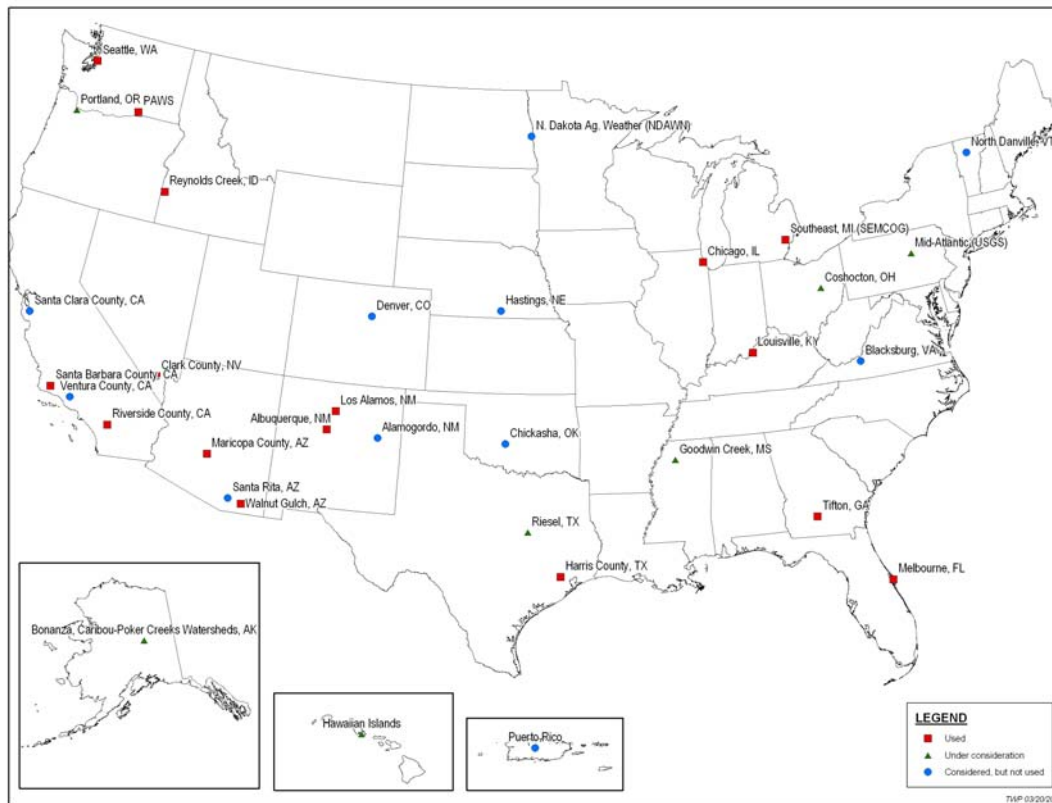 Seattle, WA
Portland, OR
PAWS
N. Dakota Ag. Weather (NDAWN)
North Danville, VT
Reynolds Creek, ID
Southeast, MI (SEMCOG)
Mid-Atlantic (USGS)
Chicago, IL
Coshocton, OH
Santa Clara County, CA
Denver, CO
Hastings, NE
Louisville, KY
Blacksburg, VA
Clark County, NV
Santa Barbara County, CA
Ventura County, CA
Los Alamos, NM
Riverside County, CA
Albuquerque, NM
Alamogordo, NM
Chickasha, OK
Maricopa County, AZ
Goodwin Creek, MS
Santa Rita, AZ
Walnut Gulch, AZ
Tifton, GA
Riesel, TX
Harris County, TX
Melbourne, FL
Bonanza, Caribou-Poker Creeks Watersheds, AK
Hawaiian Islands
Puerto Rico
LEGEND
Used
Under consideration
Considered, but not used
TWP